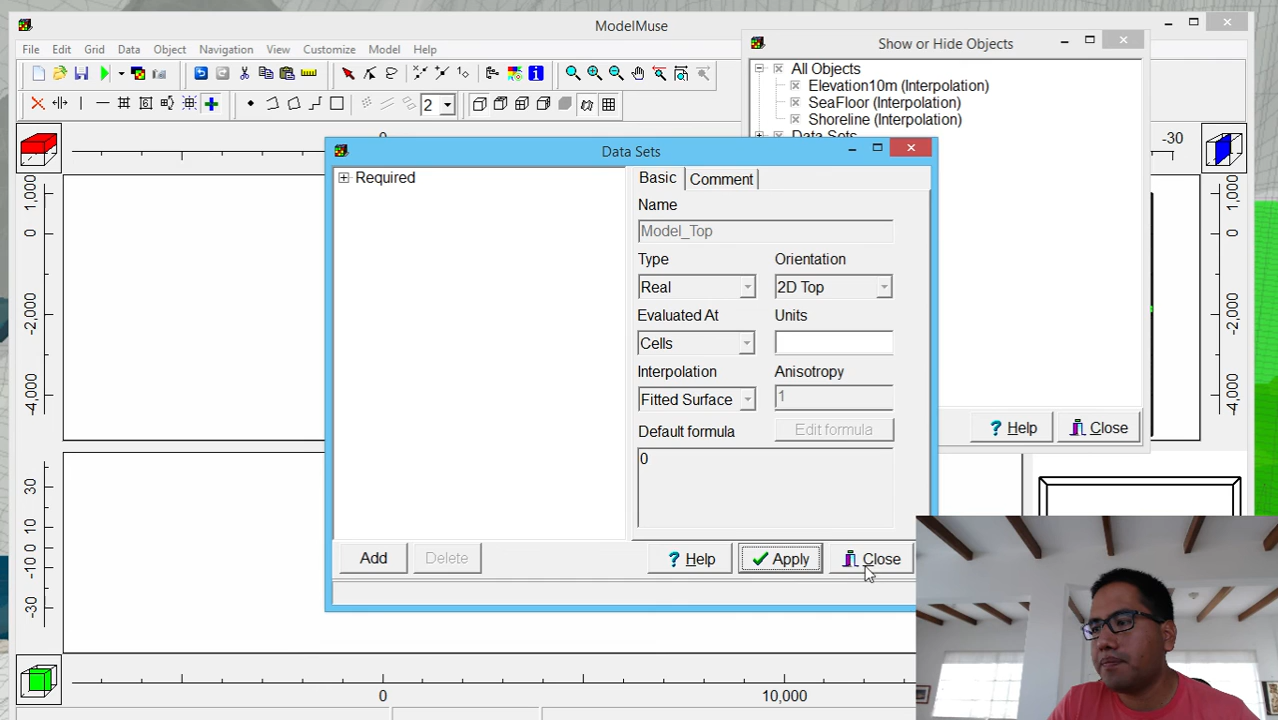 ModelMuse
File Edit Grid Data Object Navigation View Customize Model Help
Show or Hide Objects
All Objects
Elevation10m (Interpolation)
SeaFloor (Interpolation)
Shoreline (Interpolation)
Data Sets
2
0
-30
1,000
0
-2,000
-4,000
1,000
0
-2,000
-4,000
Data Sets
Required
Basic Comment
Name
Model_Top
Type Orientation
Real 2D Top
Evaluated At Units
Cells
Interpolation Anisotropy
Fitted Surface 1
Default formula Edit formula
0
Add Delete Help Apply Close
Help Close
30
10
0
-10
-30
0
10,000